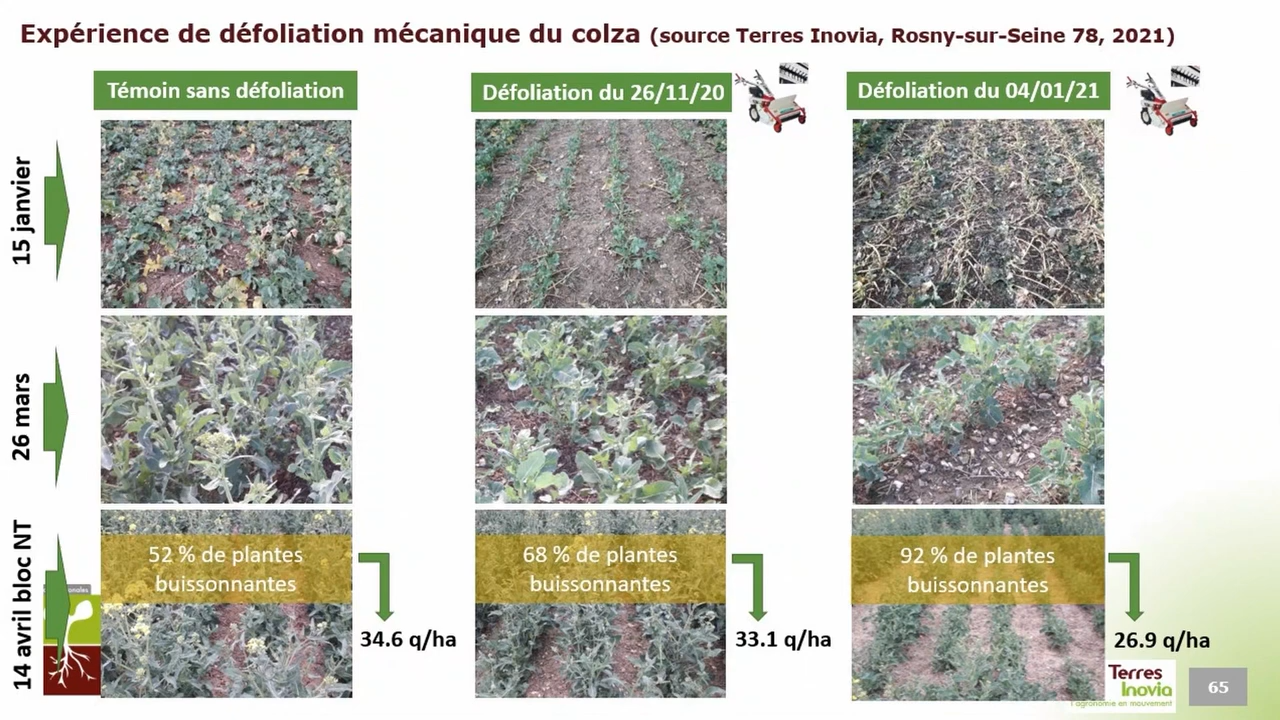 Expérience de défoliation mécanique du colza (source Terres Inovia, Rosny-sur-Seine 78, 2021)
Témoin sans défoliation
Défoliation du 26/11/20
Défoliation du 04/01/21
15 janvier
26 mars
14 avril bloc NT
52 % de plantes
buissonnantes
68 % de plantes
buissonnantes
92 % de plantes
buissonnantes
34.6 q/ha
33.1 q/ha
26.9 q/ha
Terres
Inovia
l'agronomie en mouvement
65